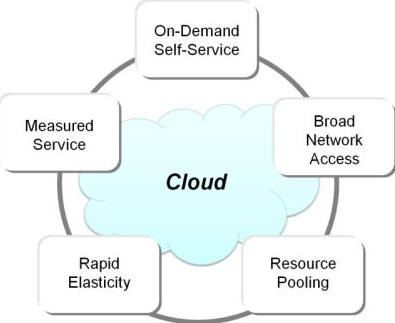 On-Demand
Self-Service
Measured
Service
Broad
Network
Access
Cloud
Rapid
Elasticity
Resource
Pooling